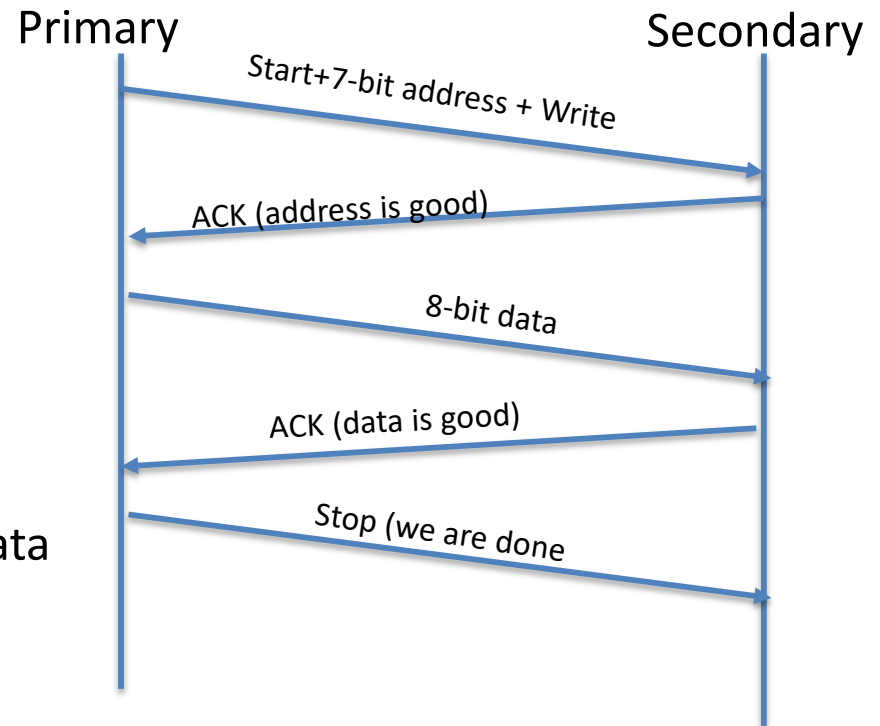 Primary
Secondary
Start+7-bit address + Write
ACK (address is good)
8-bit data
ACK (data is good)
Stop (we are done
ata